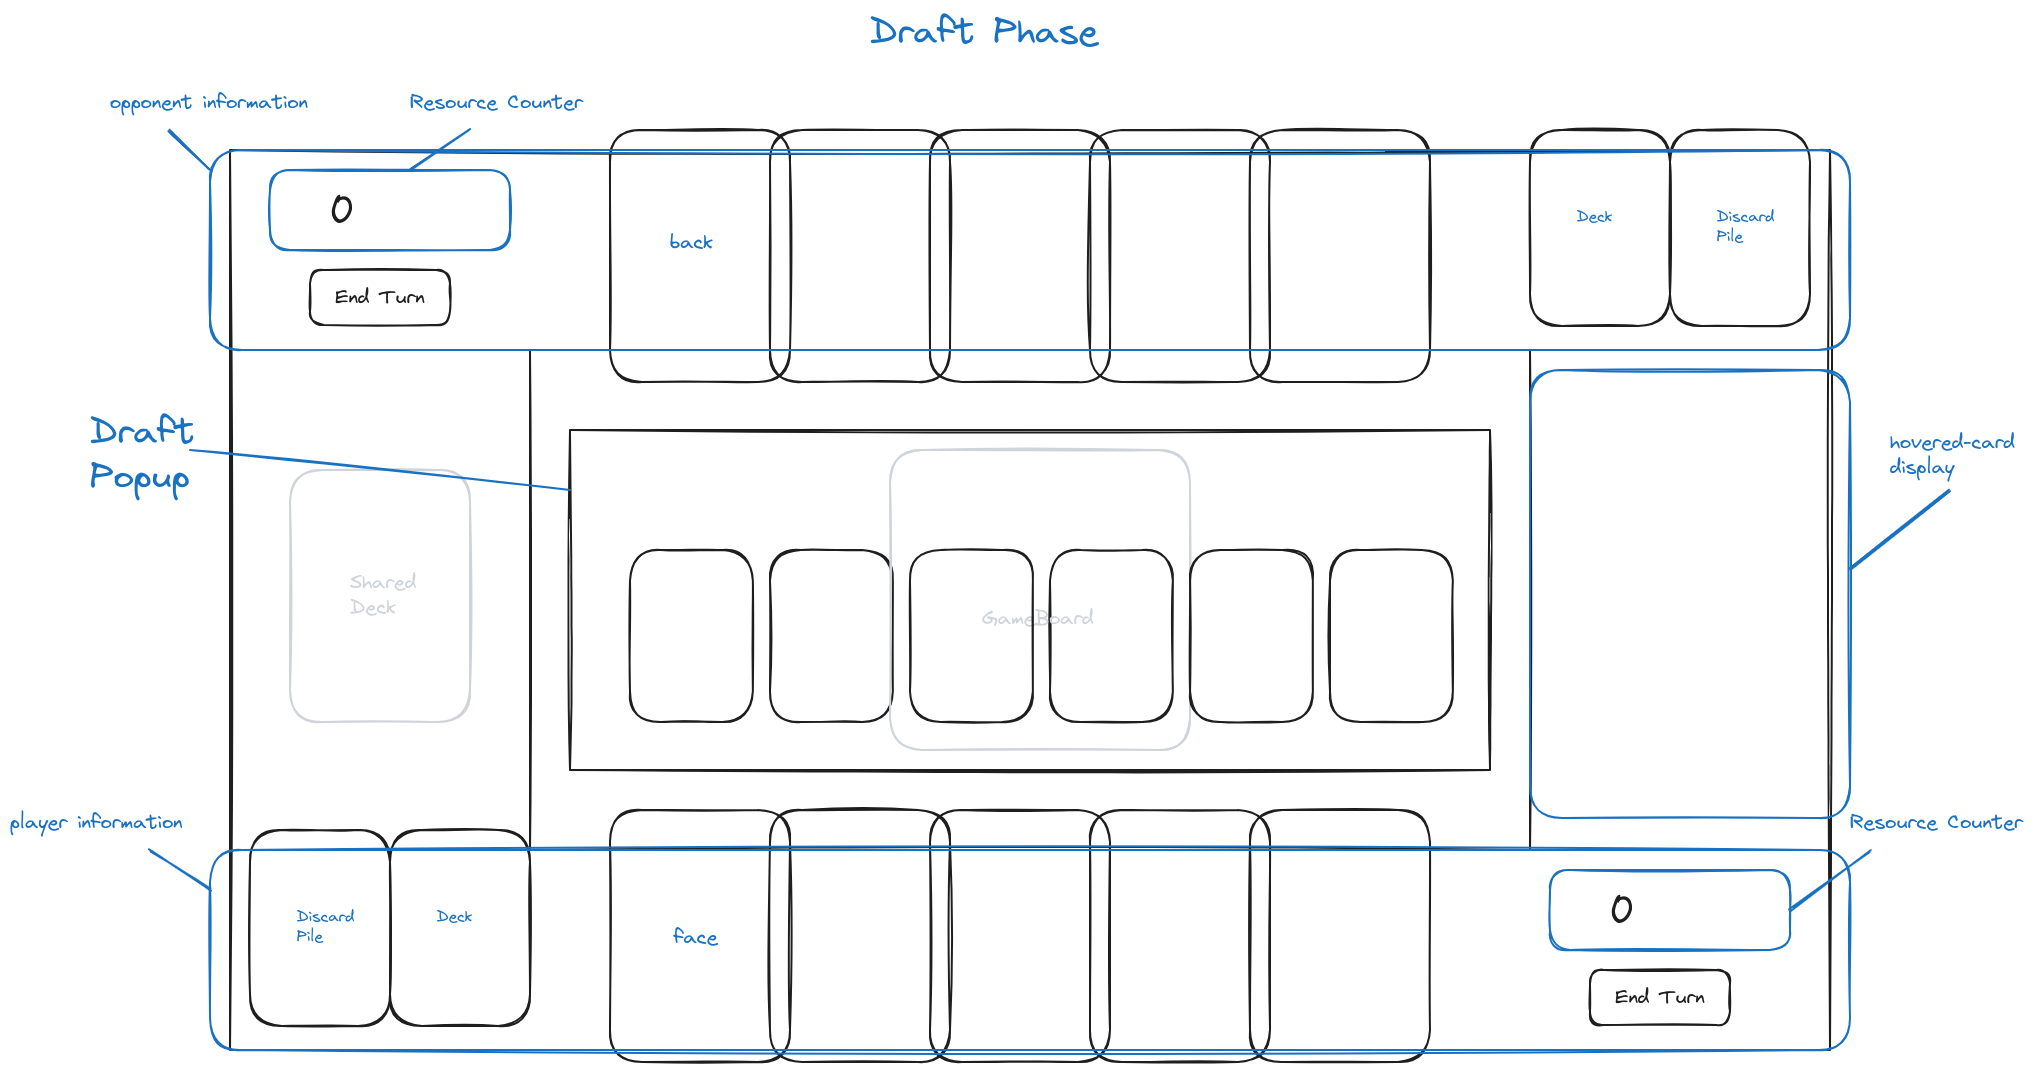 Draft Phase
opponent information
Resource Counter
0
End Turn
back
Deck
Discard
Pile
Draft
Popup
hovered-card
display
Shared
Deck
GameBoard
player information
Resource Counter
Discard
Pile
Deck
face
0
End Turn